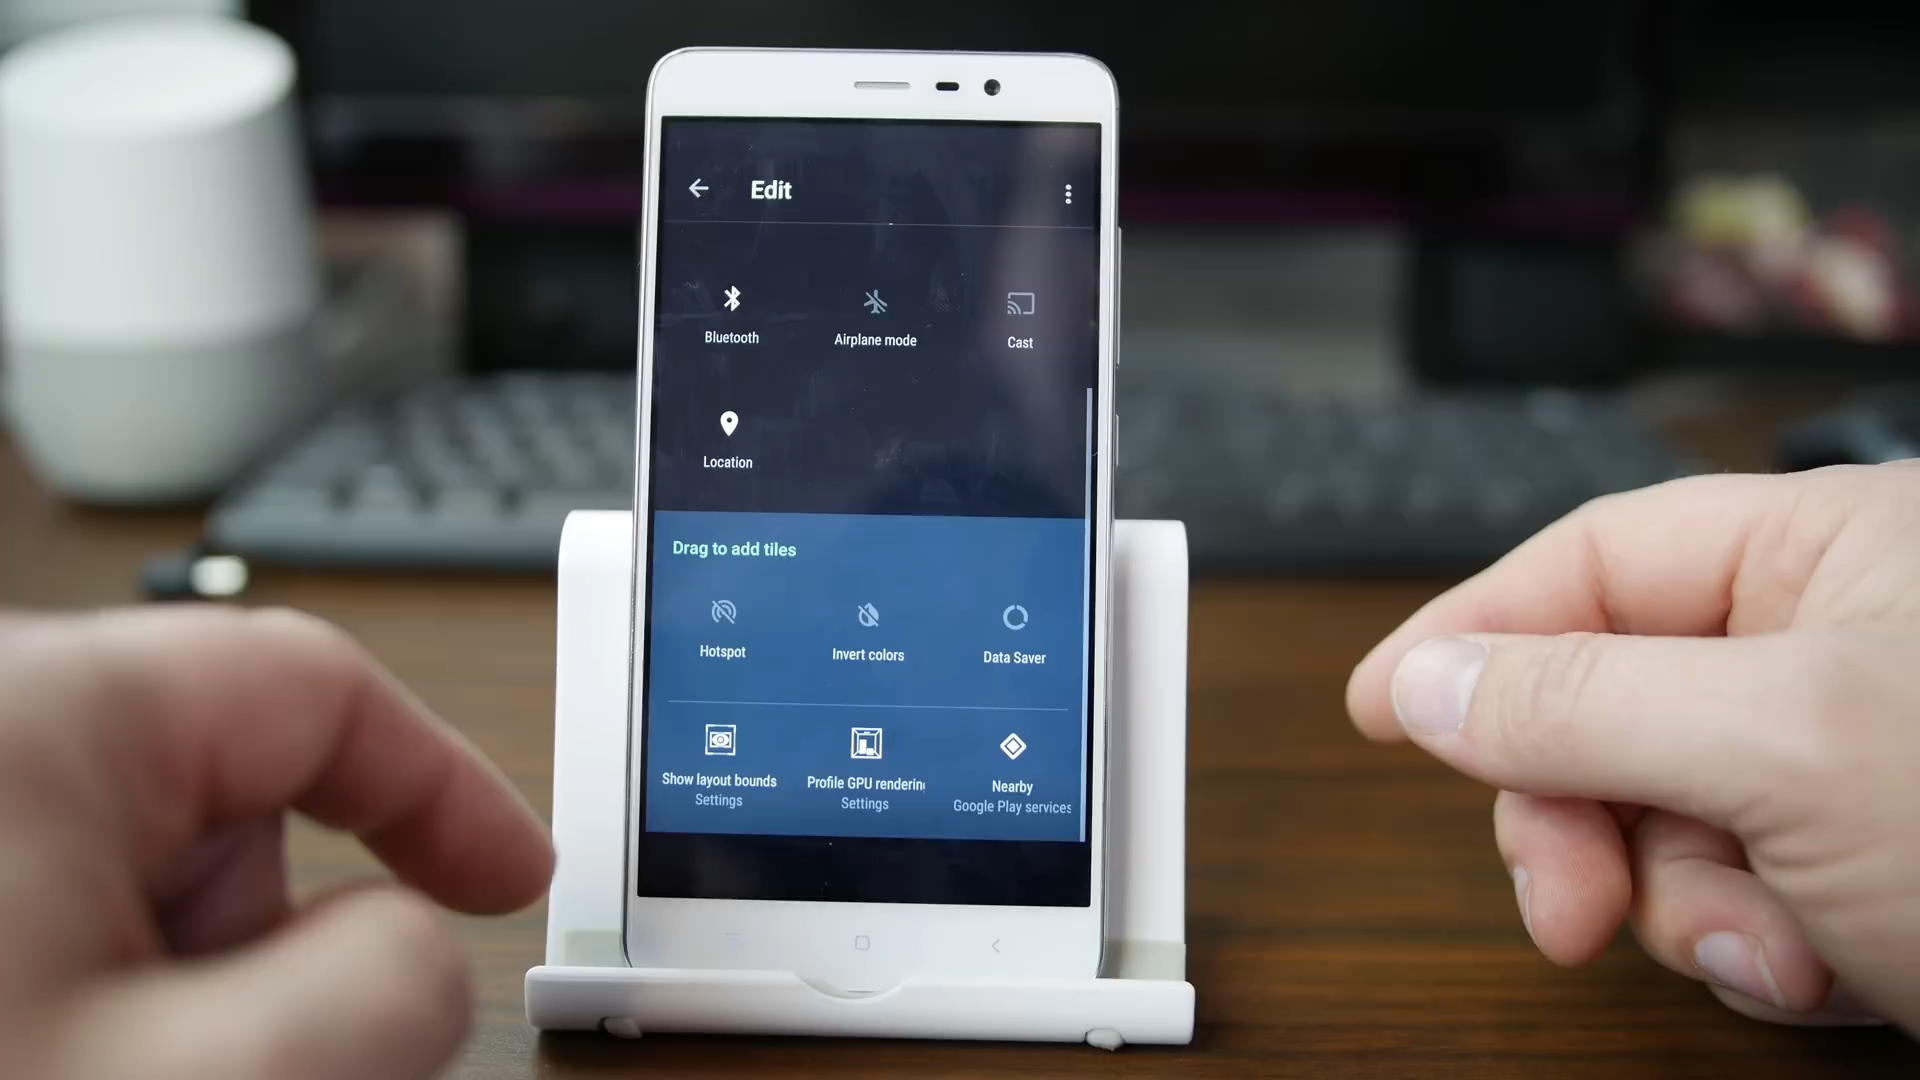 Edit
Bluetooth
Airplane mode
Cast
Location
Drag to add tiles
Hotspot
Invert colors
Data Saver
Show layout bounds
Settings
Profile GPU renderin
Settings
Nearby
Google Play services